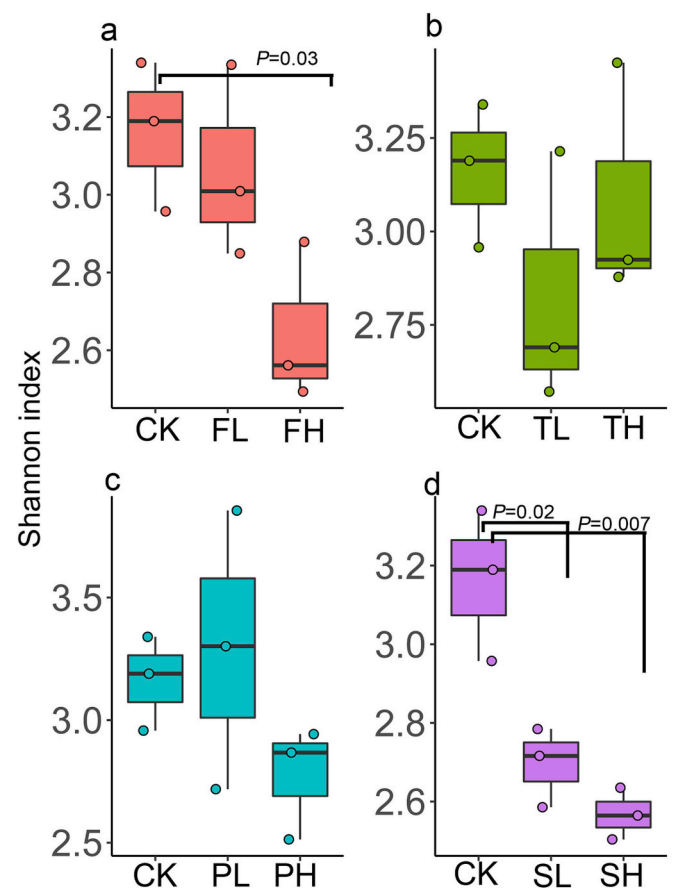 a
b
P=0.03
3.2
3.0
2.8
2.6
CK FL FH
3.25
3.00
2.75
CK TL TH
Shannon index
c
d
3.5
3.0
2.5
CK PL PH
P=0.02
P=0.007
3.2
3.0
2.8
2.6
CK SL SH